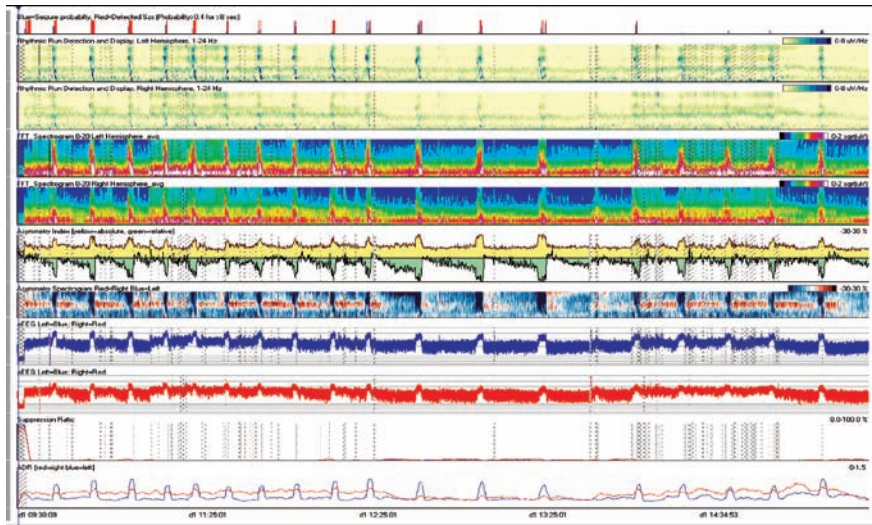 Blue=Seizure probability, Red=Detected Szs (Probability>0.4 for >8 sec)
Rhythmic Run Detection and Display, Left Hemisphere, 1-24 Hz
0-8 uV/Hz
Rhythmic Run Detection and Display, Right Hemisphere, 1-24 Hz
0-8 uV/Hz
FFT_Spectrogram 0-20 Left Hemisphere_avg
0-2 sqrt(uV)
FFT_Spectrogram 0-20 Right Hemisphere_avg
0-2 sqrt(uV)
Asymmetry Index [yellow=absolute, green=relative]
-30-30 %
Asymmetry Spectrogram Red=Right Blue=Left
-30-30 %
aEEG Left=Blue; Right=Red
aEEG Left=Blue; Right=Red
Suppression Ratio
0.0-100.0 %
ADR [red=right blue=left]
0-1.5
d1 09:30:09 d1 11:25:01 d1 12:25:01 d1 13:25:01 d1 14:34:53